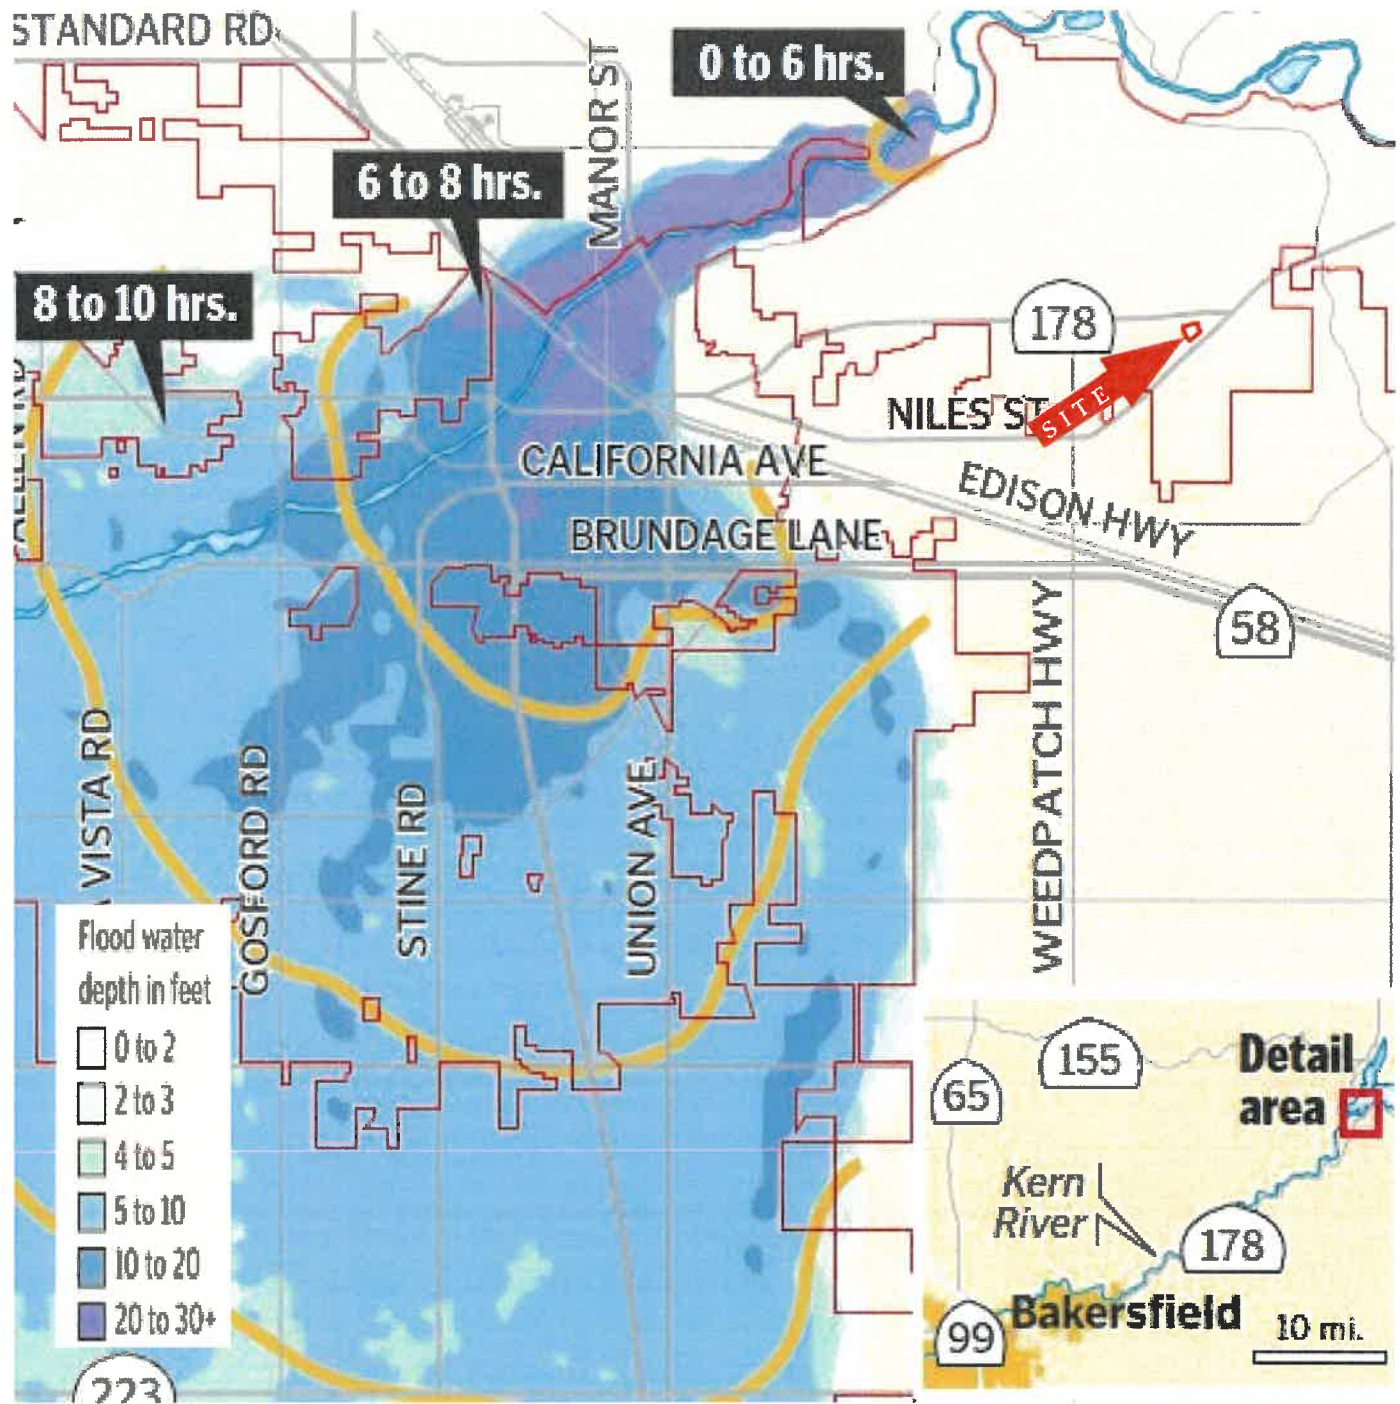 STANDARD RD
MANOR ST
0 to 6 hrs.
6 to 8 hrs.
8 to 10 hrs.
178
SITE
NILES ST
CALIFORNIA AVE
EDISON HWY
BRUNDAGE LANE
58
WEEDPATCH HWY
VISTA RD
GOSFORD RD
STINE RD
UNION AVE
Flood water
depth in feet
0 to 2
2 to 3
4 to 5
5 to 10
10 to 20
20 to 30+
223
155
65
Detail
area
Kern
River
178
Bakersfield
99
10 mi.